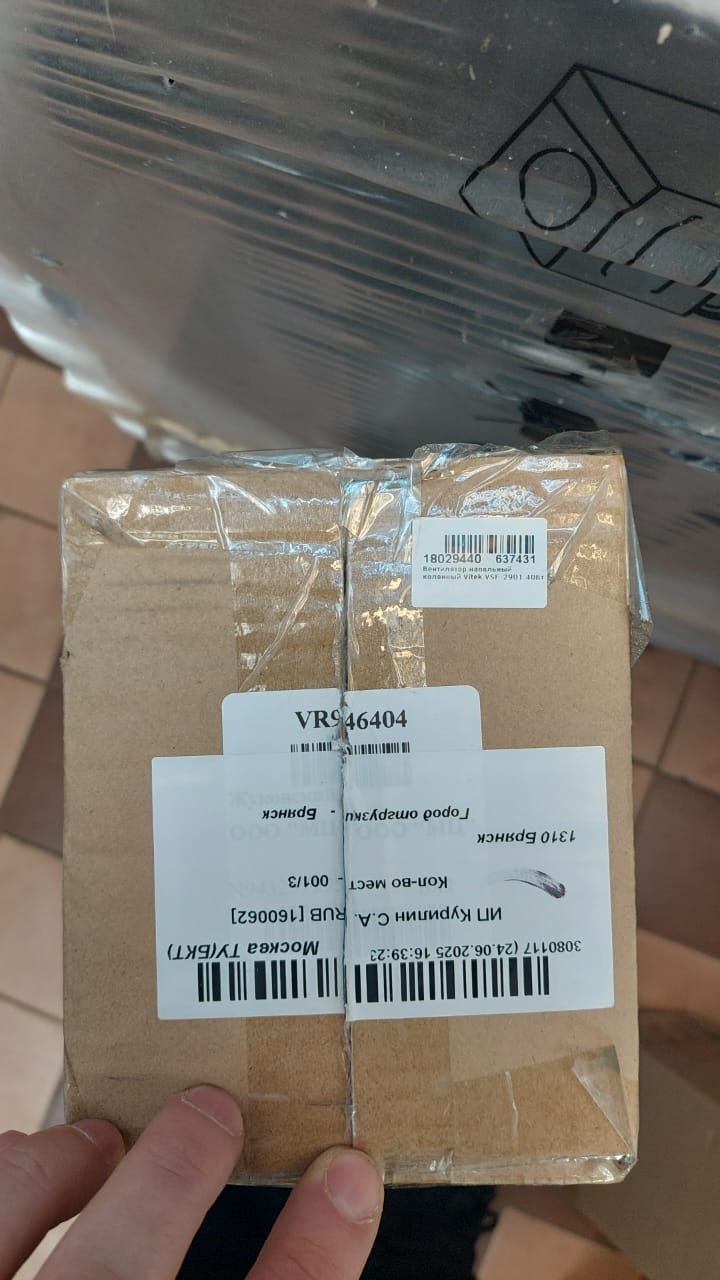 18029440 637431
Вентилятор напольный
колонный Vitek VSF 2901 40Вт
VR946404
3080117 (24.06.2025 16:39:23
Москва ТУ(БКТ)
ИП Курилин С.А. RUB [160062]
Кол-во мест - 001/3
1310 Брянск
Город отгрузки - Брянск